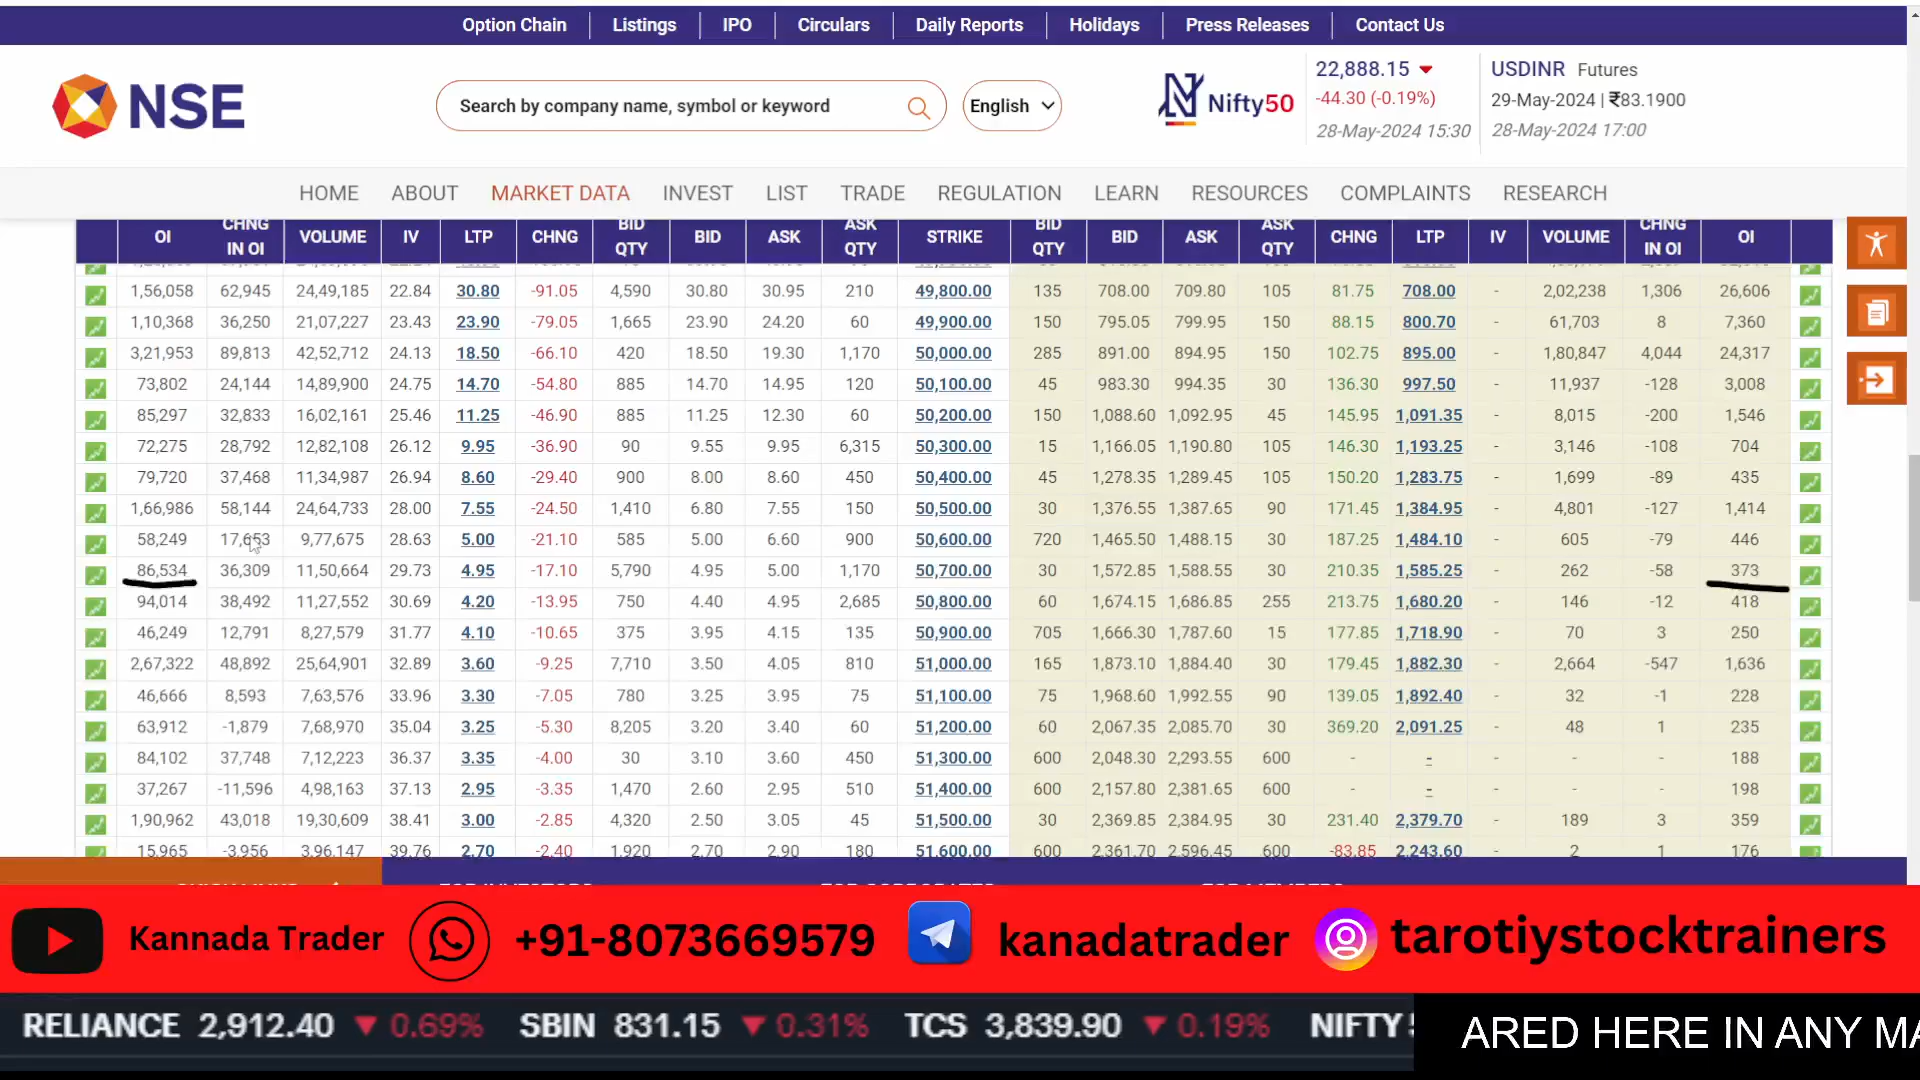 Option Chain Listings IPO Circulars Daily Reports Holidays Press Releases Contact Us
NSE
Search by company name, symbol or keyword
English
Nifty50
22,888.15
-44.30 (-0.19%)
28-May-2024 15:30
USDINR Futures
29-May-2024 | ₹83.1900
28-May-2024 17:00
HOME ABOUT MARKET DATA INVEST LIST TRADE REGULATION LEARN RESOURCES COMPLAINTS RESEARCH
OI CHNG IN OI VOLUME IV LTP CHNG BID QTY BID ASK ASK QTY STRIKE BID QTY BID ASK ASK QTY CHNG LTP IV VOLUME CHNG IN OI OI
1,56,058 62,945 24,49,185 22.84 30.80 -91.05 4,590 30.80 30.95 210 49,800.00 135 708.00 709.80 105 81.75 708.00 - 2,02,238 1,306 26,606
1,10,368 36,250 21,07,227 23.43 23.90 -79.05 1,665 23.90 24.20 60 49,900.00 150 795.05 799.95 150 88.15 800.70 - 61,703 8 7,360
3,21,953 89,813 42,52,712 24.13 18.50 -66.10 420 18.50 19.30 1,170 50,000.00 285 891.00 894.95 150 102.75 895.00 - 1,80,847 4,044 24,317
73,802 24,144 14,89,900 24.75 14.70 -54.80 885 14.70 14.95 120 50,100.00 45 983.30 994.35 30 136.30 997.50 - 11,937 -128 3,008
85,297 32,833 16,02,161 25.46 11.25 -46.90 885 11.25 12.30 60 50,200.00 150 1,088.60 1,092.95 45 145.95 1,091.35 - 8,015 -200 1,546
72,275 28,792 12,82,108 26.12 9.95 -36.90 90 9.55 9.95 6,315 50,300.00 15 1,166.05 1,190.80 105 146.30 1,193.25 - 3,146 -108 704
79,720 37,468 11,34,987 26.94 8.60 -29.40 900 8.00 8.60 450 50,400.00 45 1,278.35 1,289.45 105 150.20 1,283.75 - 1,699 -89 435
1,66,986 58,144 24,64,733 28.00 7.55 -24.50 1,410 6.80 7.55 150 50,500.00 30 1,376.55 1,387.65 90 171.45 1,384.95 - 4,801 -127 1,414
58,249 17,653 9,77,675 28.63 5.00 -21.10 585 5.00 6.60 900 50,600.00 720 1,465.50 1,488.15 30 187.25 1,484.10 - 605 -79 446
86,534 36,309 11,50,664 29.73 4.95 -17.10 5,790 4.95 5.00 1,170 50,700.00 30 1,572.85 1,588.55 30 210.35 1,585.25 - 262 -58 373
94,014 38,492 11,27,552 30.69 4.20 -13.95 750 4.40 4.95 2,685 50,800.00 60 1,674.15 1,686.85 255 213.75 1,680.20 - 146 -12 418
46,249 12,791 8,27,579 31.77 4.10 -10.65 375 3.95 4.15 135 50,900.00 705 1,666.30 1,787.60 15 177.85 1,718.90 - 70 3 250
2,67,322 48,892 25,64,901 32.89 3.60 -9.25 7,710 3.50 4.05 810 51,000.00 165 1,873.10 1,884.40 30 179.45 1,882.30 - 2,664 -547 1,636
46,666 8,593 7,63,576 33.96 3.30 -7.05 780 3.25 3.95 75 51,100.00 75 1,968.60 1,992.55 90 139.05 1,892.40 - 32 -1 228
63,912 -1,879 7,68,970 35.04 3.25 -5.30 8,205 3.20 3.40 60 51,200.00 60 2,067.35 2,085.70 30 369.20 2,091.25 - 48 1 235
84,102 37,748 7,12,223 36.37 3.35 -4.00 30 3.10 3.60 450 51,300.00 600 2,048.30 2,293.55 600 - - - - - 188
37,267 -11,596 4,98,163 37.13 2.95 -3.35 1,470 2.60 2.95 510 51,400.00 600 2,157.80 2,381.65 600 - - - - - 198
1,90,962 43,018 19,30,609 38.41 3.00 -2.85 4,320 2.50 3.05 45 51,500.00 30 2,369.85 2,384.95 30 231.40 2,379.70 - 189 3 359
15,965 -3,956 3,96,147 39.76 2.70 -2.40 1,920 2.70 2.90 180 51,600.00 600 2,361.70 2,596.45 600 -83.85 2,243.60 - 2 1 176
FOR INVESTORS FOR CORPORATES FOR MEMBERS
Kannada Trader +91-8073669579 kanadatrader tarotiystocktrainers
RELIANCE 2,912.40 0.69% SBIN 831.15 0.31% TCS 3,839.90 0.19% NIFTY ARED HERE IN ANY MA